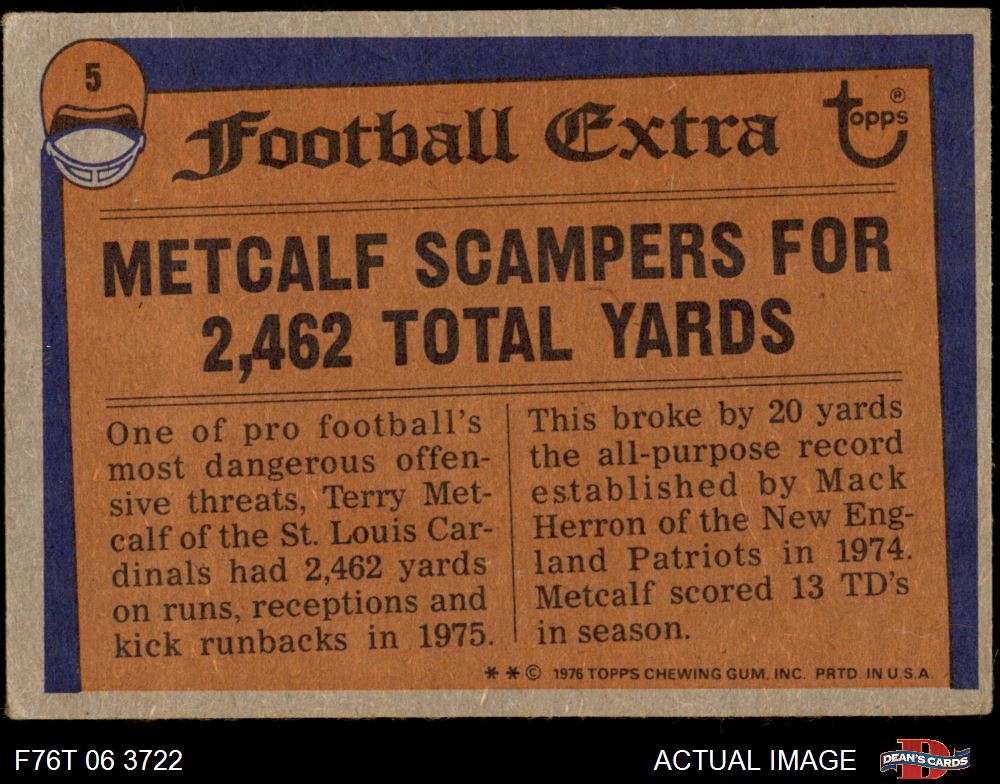 5
Football Extra
topps®
METCALF SCAMPERS FOR
2,462 TOTAL YARDS
One of pro football's
most dangerous offen-
sive threats, Terry Met-
calf of the St. Louis Car-
dinals had 2,462 yards
on runs, receptions and
kick runbacks in 1975.
This broke by 20 yards
the all-purpose record
established by Mack
Herron of the New Eng-
land Patriots in 1974.
Metcalf scored 13 TD's
in season.
* * © 1976 TOPPS CHEWING GUM, INC. PRTD. IN U.S.A.
F76T 06 3722
ACTUAL IMAGE
D
DEAN'S CARDS